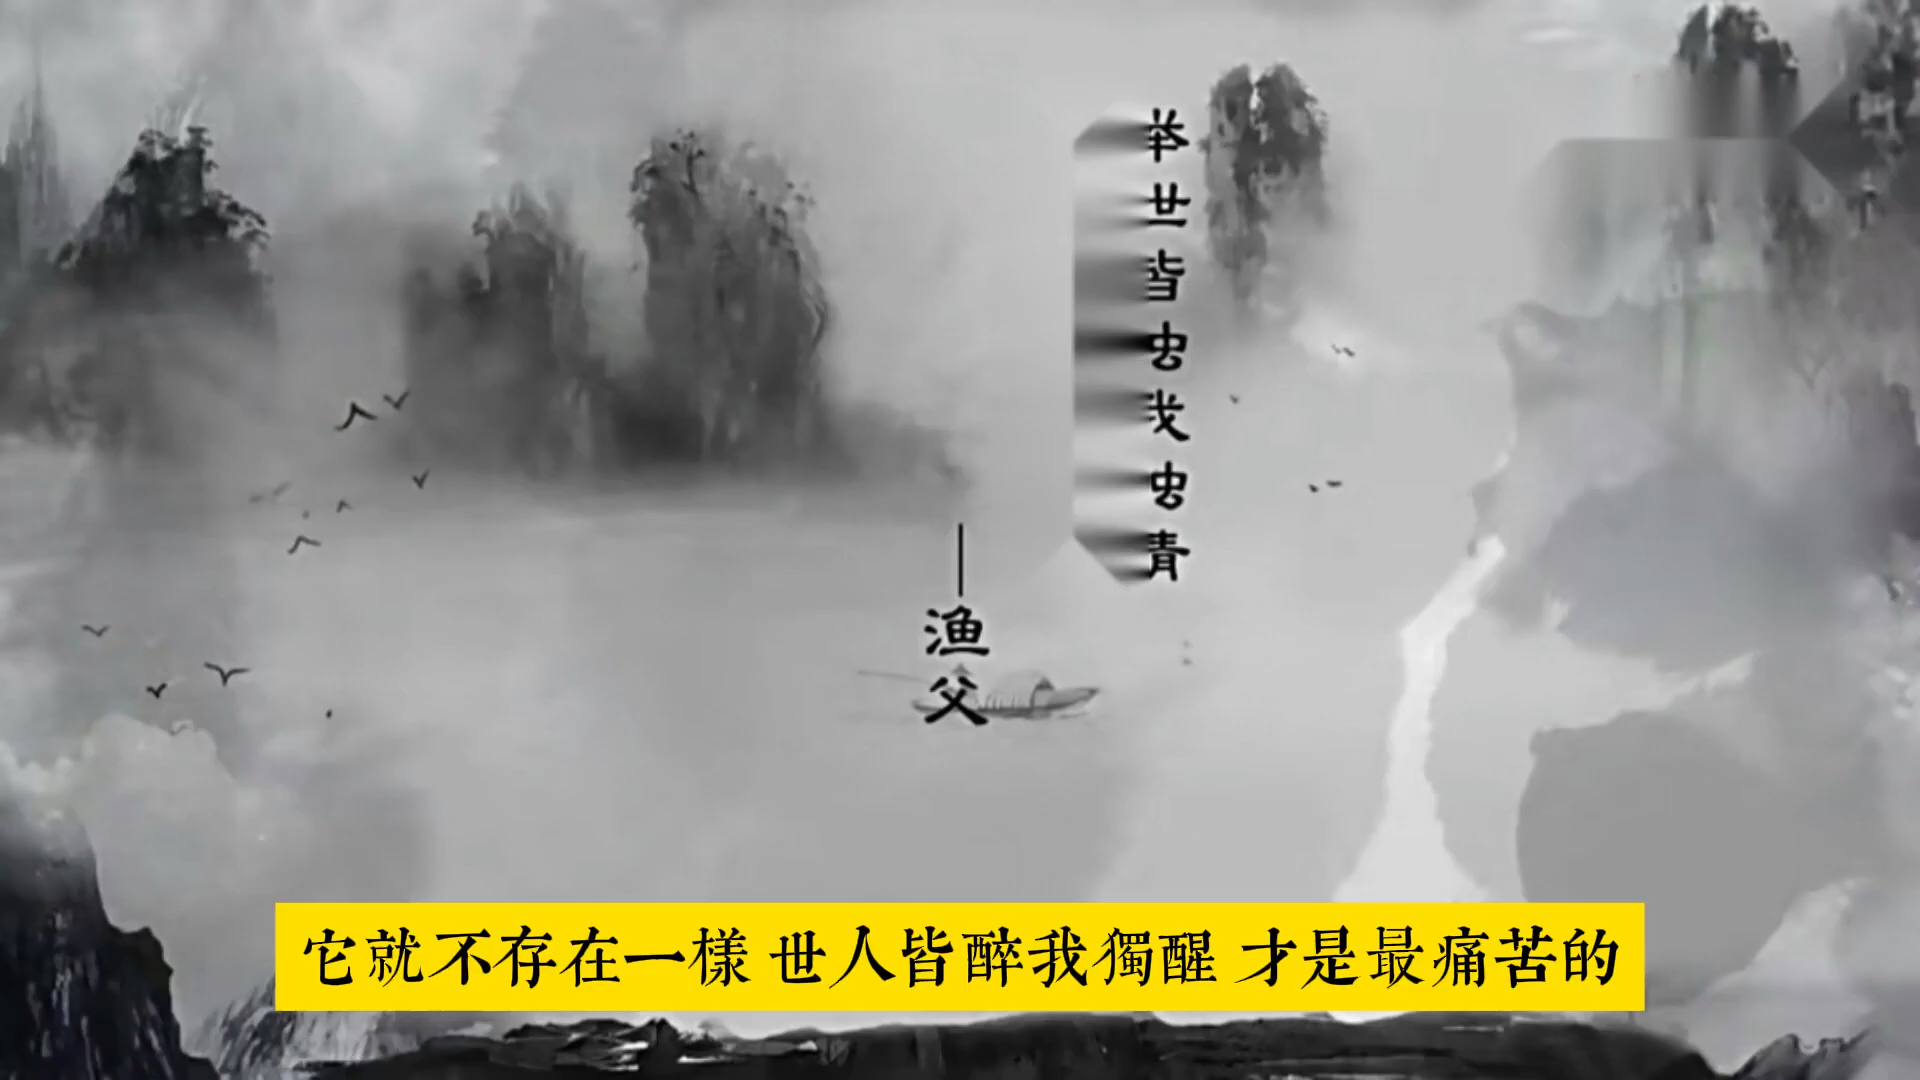 举世皆浊我独清
——渔父
它就不存在一樣 世人皆醉我獨醒 才是最痛苦的